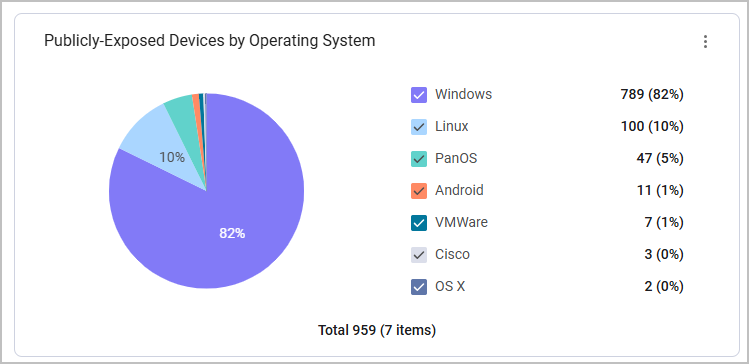 Publicly-Exposed Devices by Operating System
10%
82%
Windows 789 (82%)
Linux 100 (10%)
PanOS 47 (5%)
Android 11 (1%)
VMWare 7 (1%)
Cisco 3 (0%)
OS X 2 (0%)
Total 959 (7 items)